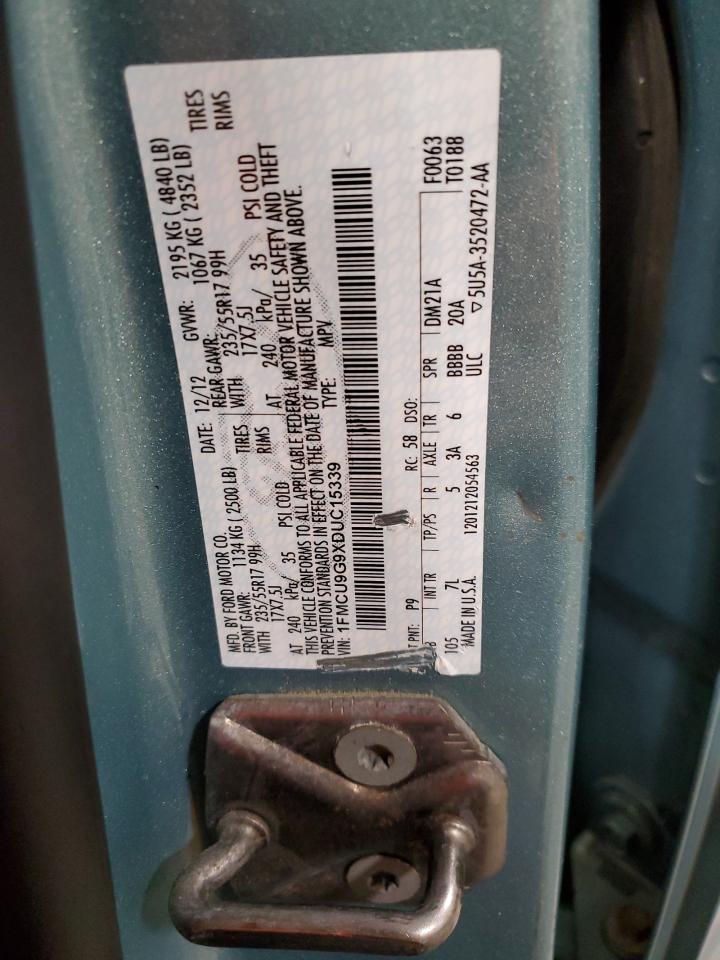 MFD. BY FORD MOTOR CO.
DATE: 12/12 GVWR: 2195 KG ( 4840 LB)
FRONT GAWR: 1134 KG ( 2500 LB) REAR GAWR: 1067 KG ( 2352 LB)
WITH 235/55R17 99H TIRES WITH 235/55R17 99H TIRES
17X7.5J RIMS 17X7.5J RIMS
AT 240 kPa/ 35 PSI COLD AT 240 kPa/ 35 PSI COLD
THIS VEHICLE CONFORMS TO ALL APPLICABLE FEDERAL MOTOR VEHICLE SAFETY AND THEFT
PREVENTION STANDARDS IN EFFECT ON THE DATE OF MANUFACTURE SHOWN ABOVE.
VIN: 1FMCU9G9XDUC15339 TYPE: MPV
F0063
T0188
T PNT: P9 RC: 58 DSO:
INT TR TP/PS R AXLE TR SPR DM21A
105 7L 5 3A 6 BBBB 20A
MADE IN U.S.A. 1201212054563 ULC ▽5U5A-3520472-AA